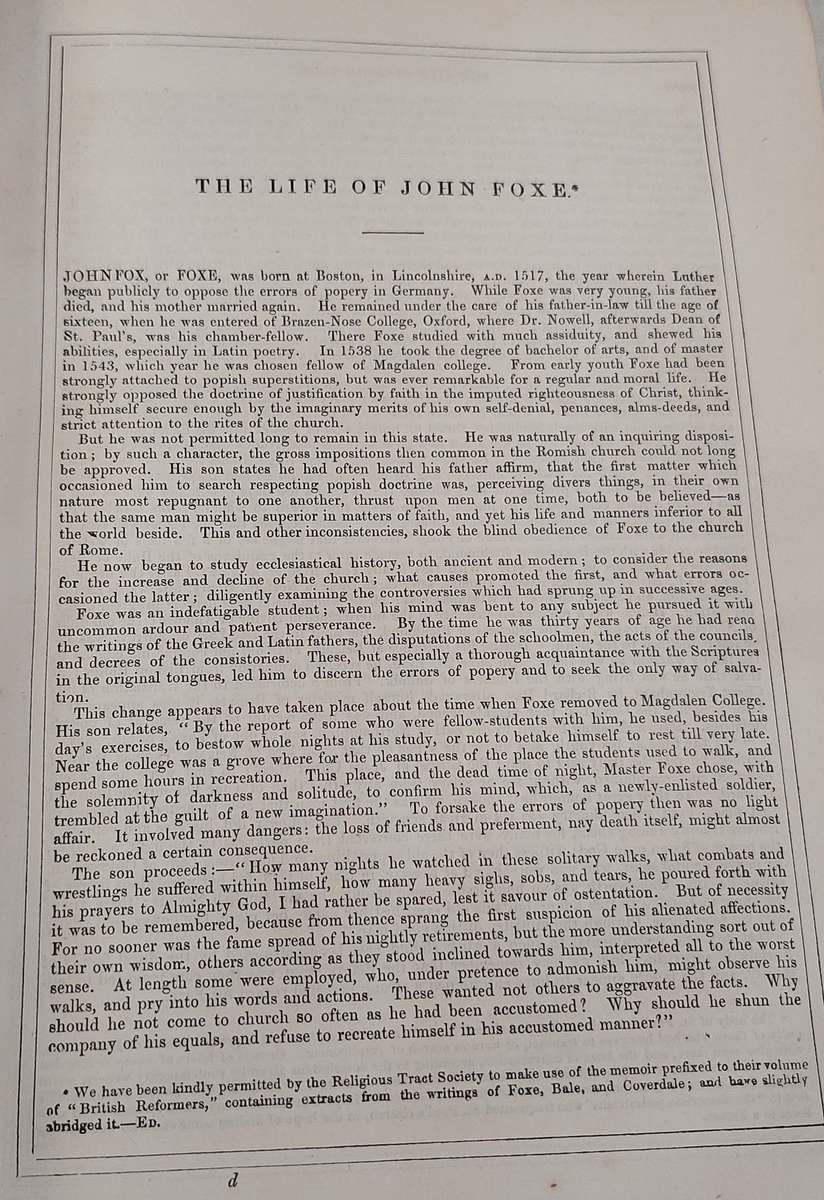 THE LIFE OF JOHN FOXE.*
JOHN FOX, or FOXE, was born at Boston, in Lincolnshire, A.D. 1517, the year wherein Luther
began publicly to oppose the errors of popery in Germany. While Foxe was very young, his father
died, and his mother married again. He remained under the care of his father-in-law till the age of
sixteen, when he was entered of Brazen-Nose College, Oxford, where Dr. Nowell, afterwards Dean of
St. Paul's, was his chamber-fellow. There Foxe studied with much assiduity, and shewed his
abilities, especially in Latin poetry. In 1538 he took the degree of bachelor of arts, and of master
in 1543, which year he was chosen fellow of Magdalen college. From early youth Foxe had been
strongly attached to popish superstitions, but was ever remarkable for a regular and moral life. He
strongly opposed the doctrine of justification by faith in the imputed righteousness of Christ, think-
ing himself secure enough by the imaginary merits of his own self-denial, penances, alms-deeds, and
strict attention to the rites of the church.
But he was not permitted long to remain in this state. He was naturally of an inquiring disposi-
tion; by such a character, the gross impositions then common in the Romish church could not long
be approved. His son states he had often heard his father affirm, that the first matter which
occasioned him to search respecting popish doctrine was, perceiving divers things, in their own
nature most repugnant to one another, thrust upon men at one time, both to be believed—as
that the same man might be superior in matters of faith, and yet his life and manners inferior to all
the world beside. This and other inconsistencies, shook the blind obedience of Foxe to the church
of Rome.
He now began to study ecclesiastical history, both ancient and modern; to consider the reasons
for the increase and decline of the church; what causes promoted the first, and what errors oc-
casioned the latter; diligently examining the controversies which had sprung up in successive ages.
Foxe was an indefatigable student; when his mind was bent to any subject he pursued it with
uncommon ardour and patient perseverance. By the time he was thirty years of age he had read
the writings of the Greek and Latin fathers, the disputations of the schoolmen, the acts of the councils,
and decrees of the consistories. These, but especially a thorough acquaintance with the Scriptures
in the original tongues, led him to discern the errors of popery and to seek the only way of salva-
tion.
This change appears to have taken place about the time when Foxe removed to Magdalen College.
His son relates, "By the report of some who were fellow-students with him, he used, besides his
day's exercises, to bestow whole nights at his study, or not to betake himself to rest till very late.
Near the college was a grove where for the pleasantness of the place the students used to walk, and
spend some hours in recreation. This place, and the dead time of night, Master Foxe chose, with
the solemnity of darkness and solitude, to confirm his mind, which, as a newly-enlisted soldier,
trembled at the guilt of a new imagination." To forsake the errors of popery then was no light
affair. It involved many dangers: the loss of friends and preferment, nay death itself, might almost
be reckoned a certain consequence.
The son proceeds:—"How many nights he watched in these solitary walks, what combats and
wrestlings he suffered within himself, how many heavy sighs, sobs, and tears, he poured forth with
his prayers to Almighty God, I had rather be spared, lest it savour of ostentation. But of necessity
it was to be remembered, because from thence sprang the first suspicion of his alienated affections.
For no sooner was the fame spread of his nightly retirements, but the more understanding sort out of
their own wisdom, others according as they stood inclined towards him, interpreted all to the worst
sense. At length some were employed, who, under pretence to admonish him, might observe his
walks, and pry into his words and actions. These wanted not others to aggravate the facts. Why
should he not come to church so often as he had been accustomed? Why should he shun the
company of his equals, and refuse to recreate himself in his accustomed manner?"
* We have been kindly permitted by the Religious Tract Society to make use of the memoir prefixed to their volume
of "British Reformers," containing extracts from the writings of Foxe, Bale, and Coverdale; and have slightly
abridged it.—ED.
d